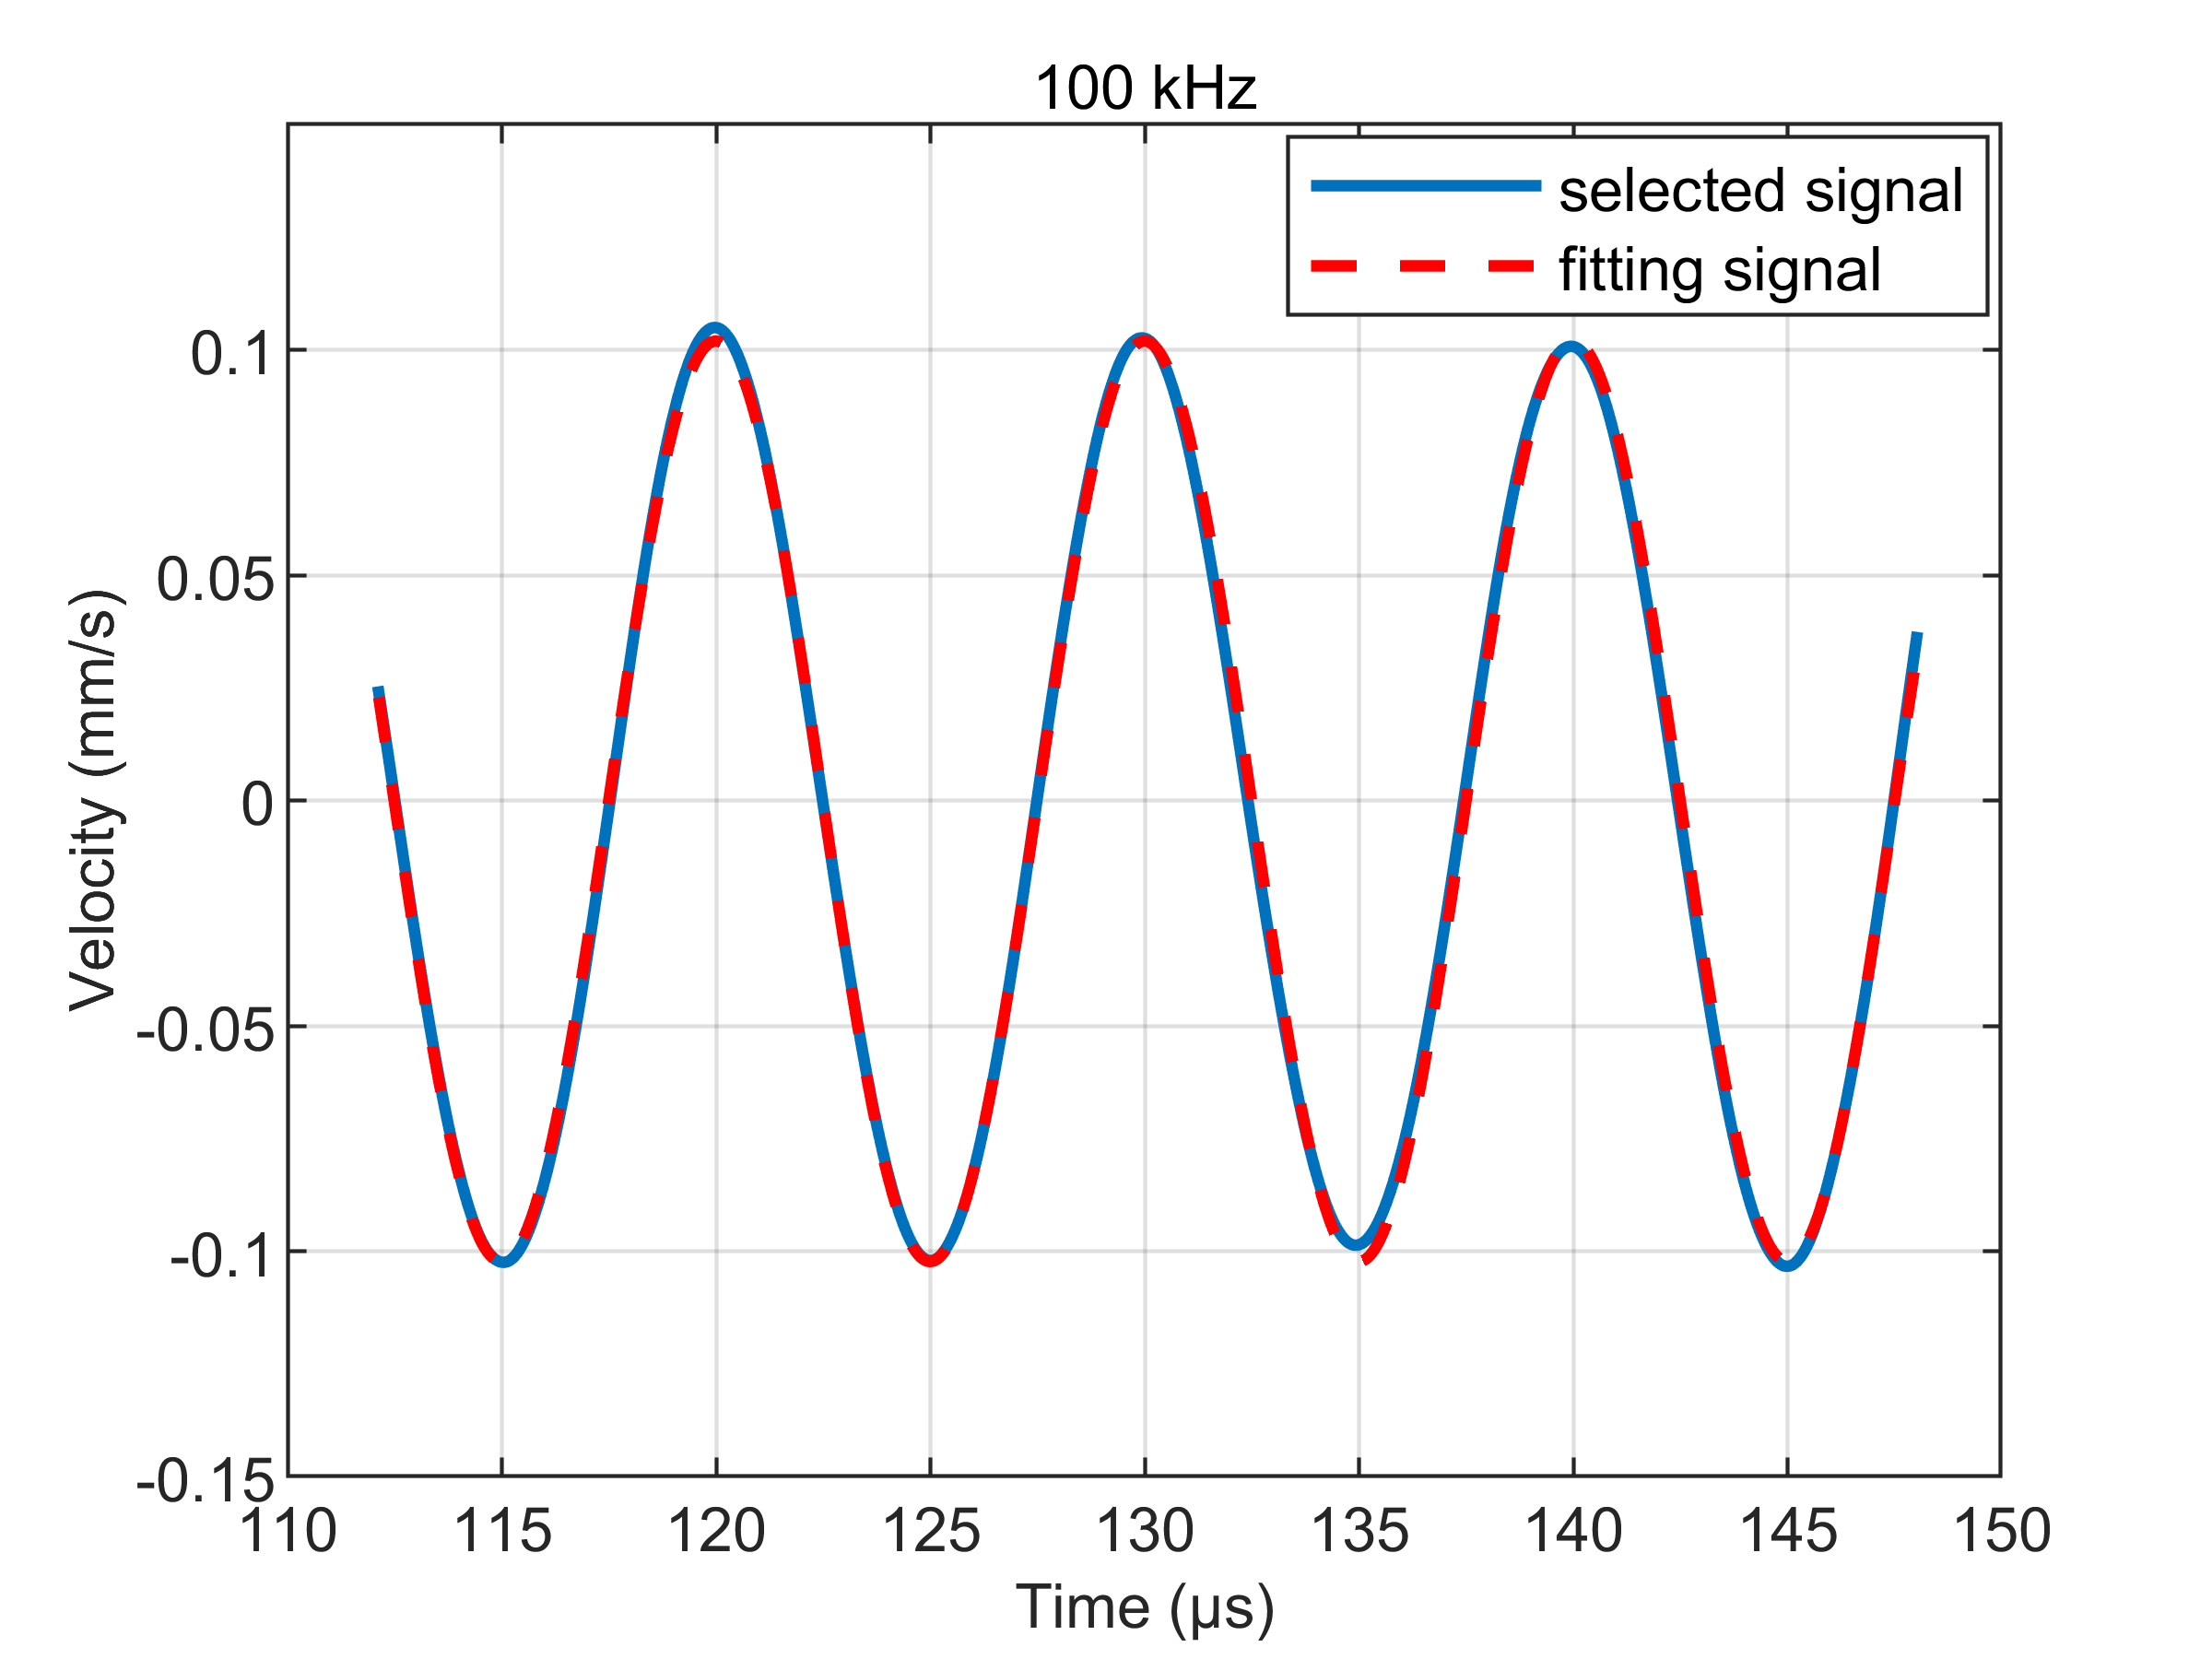 100 kHz
selected signal
fitting signal
0.1
0.05
0
-0.05
-0.1
-0.15
Velocity (mm/s)
110 115 120 125 130 135 140 145 150
Time (µs)